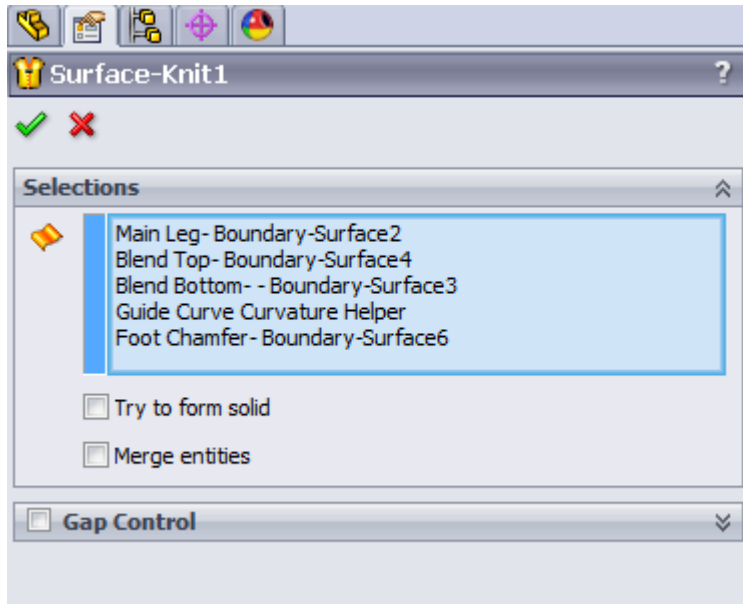 Surface-Knit1
?
Selections
Main Leg- Boundary-Surface2
Blend Top- Boundary-Surface4
Blend Bottom- - Boundary-Surface3
Guide Curve Curvature Helper
Foot Chamfer- Boundary-Surface6
Try to form solid
Merge entities
Gap Control